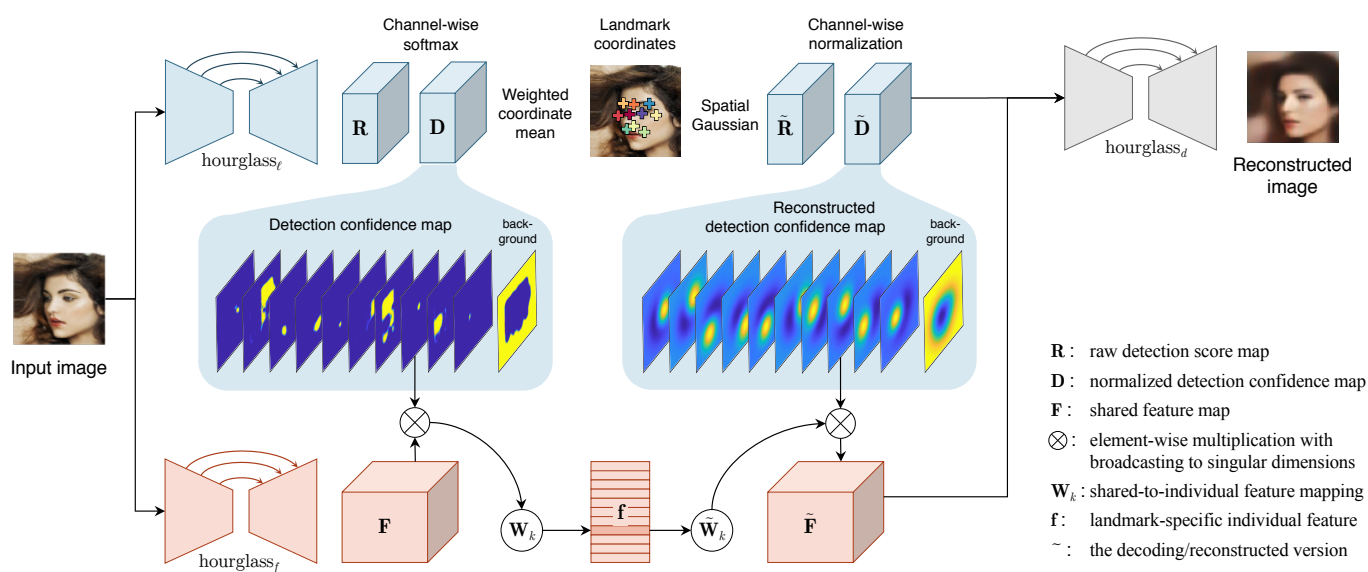 Channel-wise
softmax
Landmark
coordinates
Channel-wise
normalization
R
D
Weighted
coordinate
mean
Spatial
Gaussian
R̃
D̃
hourglassℓ
hourglass_d
Reconstructed
image
Detection confidence map
back-
ground
Reconstructed
detection confidence map
back-
ground
Input image
F
hourglass_f
W_k
f
W̃_k
F̃
R : raw detection score map
D : normalized detection confidence map
F : shared feature map
⊗ : element-wise multiplication with
broadcasting to singular dimensions
W_k : shared-to-individual feature mapping
f : landmark-specific individual feature
~ : the decoding/reconstructed version